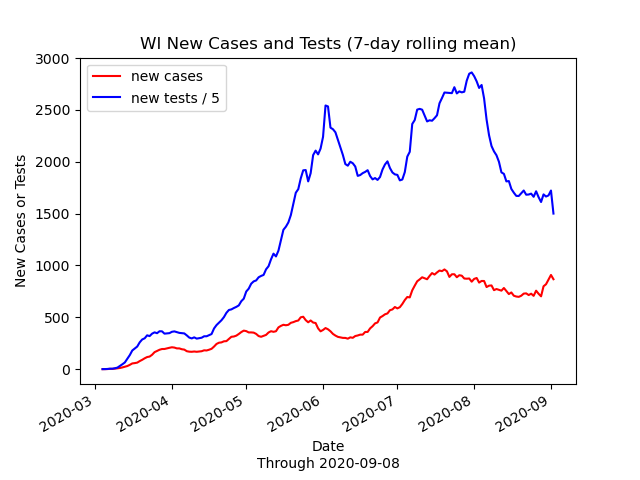 WI New Cases and Tests (7-day rolling mean)
new cases
new tests / 5
New Cases or Tests
3000
2500
2000
1500
1000
500
0
2020-03
2020-04
2020-05
2020-06
2020-07
2020-08
2020-09
Date
Through 2020-09-08